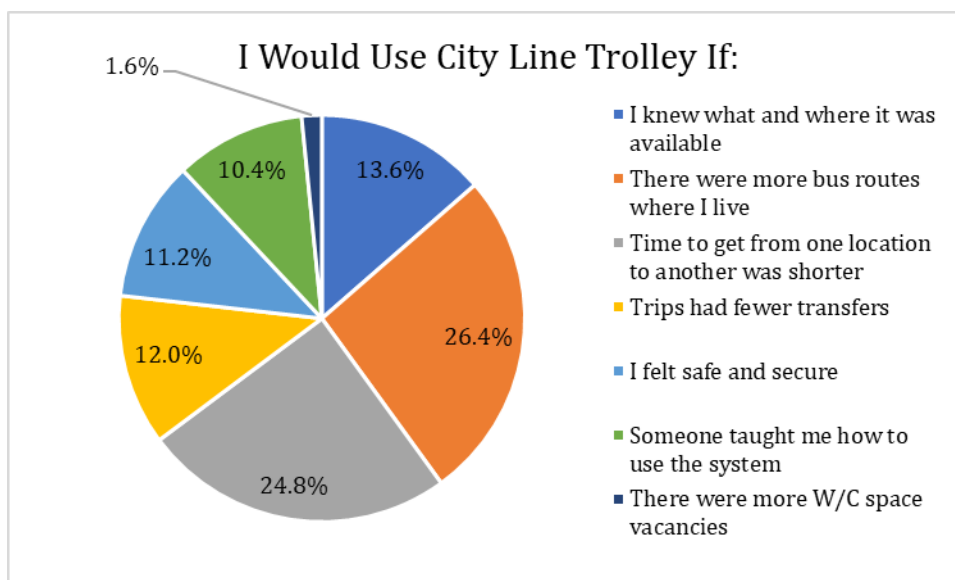 I Would Use City Line Trolley If:
1.6%
13.6%
26.4%
24.8%
12.0%
11.2%
10.4%
I knew what and where it was
available
There were more bus routes
where I live
Time to get from one location
to another was shorter
Trips had fewer transfers
I felt safe and secure
Someone taught me how to
use the system
There were more W/C space
vacancies